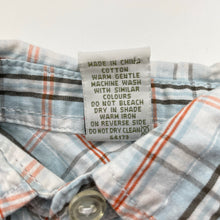 MADE IN CHINA
COTTON
WARM GENTLE
MACHINE WASH
WITH SIMILAR
COLOURS
DO NOT BLEACH
DRY IN SHADE
WARM IRON
ON REVERSE SIDE
DO NOT DRY CLEAN